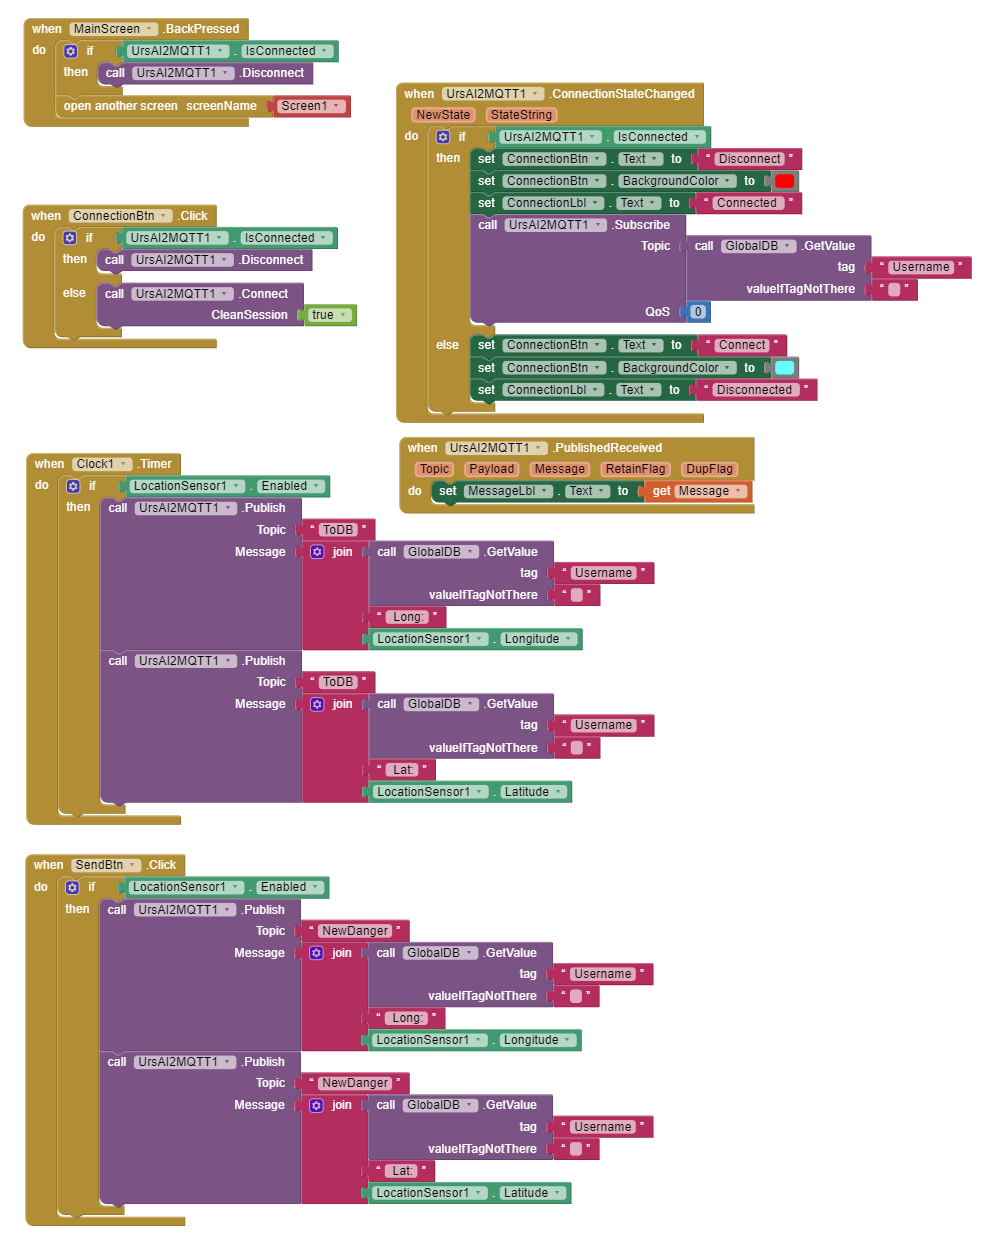 when MainScreen .BackPressed
do if UrsAI2MQTT1 . IsConnected
then call UrsAI2MQTT1 .Disconnect
open another screen screenName Screen1
when UrsAI2MQTT1 .ConnectionStateChanged
NewState StateString
do if UrsAI2MQTT1 . IsConnected
then set ConnectionBtn . Text to " Disconnect "
set ConnectionBtn . BackgroundColor to
set ConnectionLbl . Text to " Connected "
call UrsAI2MQTT1 .Subscribe
Topic call GlobalDB .GetValue
tag " Username "
valueIfTagNotThere " "
QoS 0
else set ConnectionBtn . Text to " Connect "
set ConnectionBtn . BackgroundColor to
set ConnectionLbl . Text to " Disconnected "
when ConnectionBtn .Click
do if UrsAI2MQTT1 . IsConnected
then call UrsAI2MQTT1 .Disconnect
else call UrsAI2MQTT1 .Connect
CleanSession true
when UrsAI2MQTT1 .PublishedReceived
Topic Payload Message RetainFlag DupFlag
do set MessageLbl . Text to get Message
when Clock1 .Timer
do if LocationSensor1 . Enabled
then call UrsAI2MQTT1 .Publish
Topic " ToDB "
Message join call GlobalDB .GetValue
tag " Username "
valueIfTagNotThere " "
" Long: "
LocationSensor1 . Longitude
call UrsAI2MQTT1 .Publish
Topic " ToDB "
Message join call GlobalDB .GetValue
tag " Username "
valueIfTagNotThere " "
" Lat: "
LocationSensor1 . Latitude
when SendBtn .Click
do if LocationSensor1 . Enabled
then call UrsAI2MQTT1 .Publish
Topic " NewDanger "
Message join call GlobalDB .GetValue
tag " Username "
valueIfTagNotThere " "
" Long: "
LocationSensor1 . Longitude
call UrsAI2MQTT1 .Publish
Topic " NewDanger "
Message join call GlobalDB .GetValue
tag " Username "
valueIfTagNotThere " "
" Lat: "
LocationSensor1 . Latitude